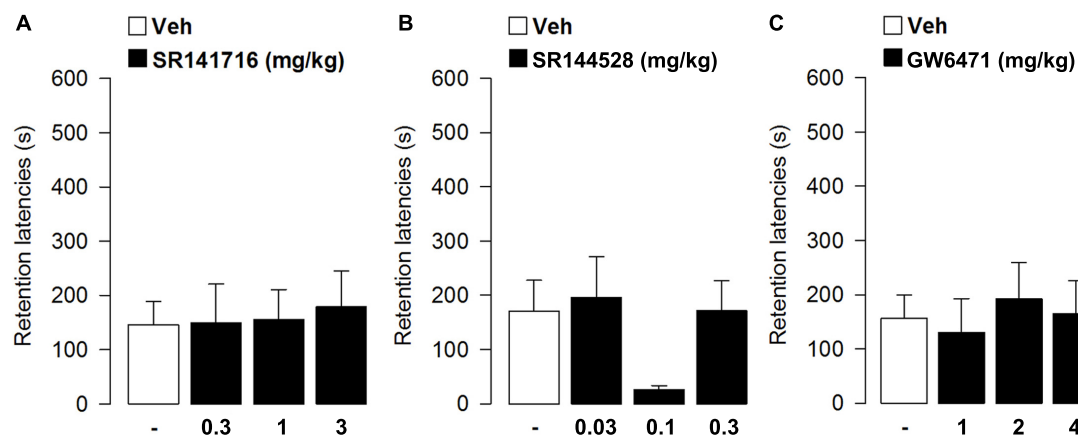 A
Veh
SR141716 (mg/kg)
Retention latencies (s)
600
500
400
300
200
100
0
- 0.3 1 3
B
Veh
SR144528 (mg/kg)
Retention latencies (s)
600
500
400
300
200
100
0
- 0.03 0.1 0.3
C
Veh
GW6471 (mg/kg)
Retention latencies (s)
600
500
400
300
200
100
0
- 1 2 4